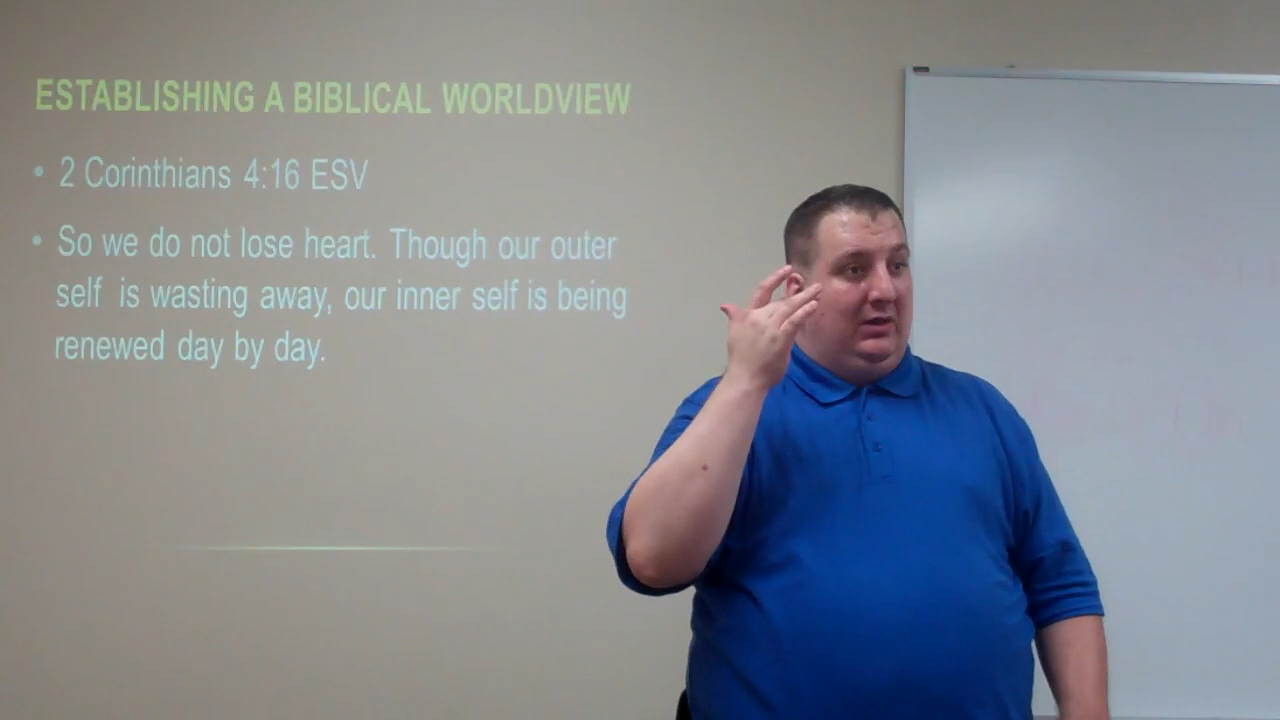 ESTABLISHING A BIBLICAL WORLDVIEW
• 2 Corinthians 4:16 ESV
• So we do not lose heart. Though our outer
self is wasting away, our inner self is being
renewed day by day.